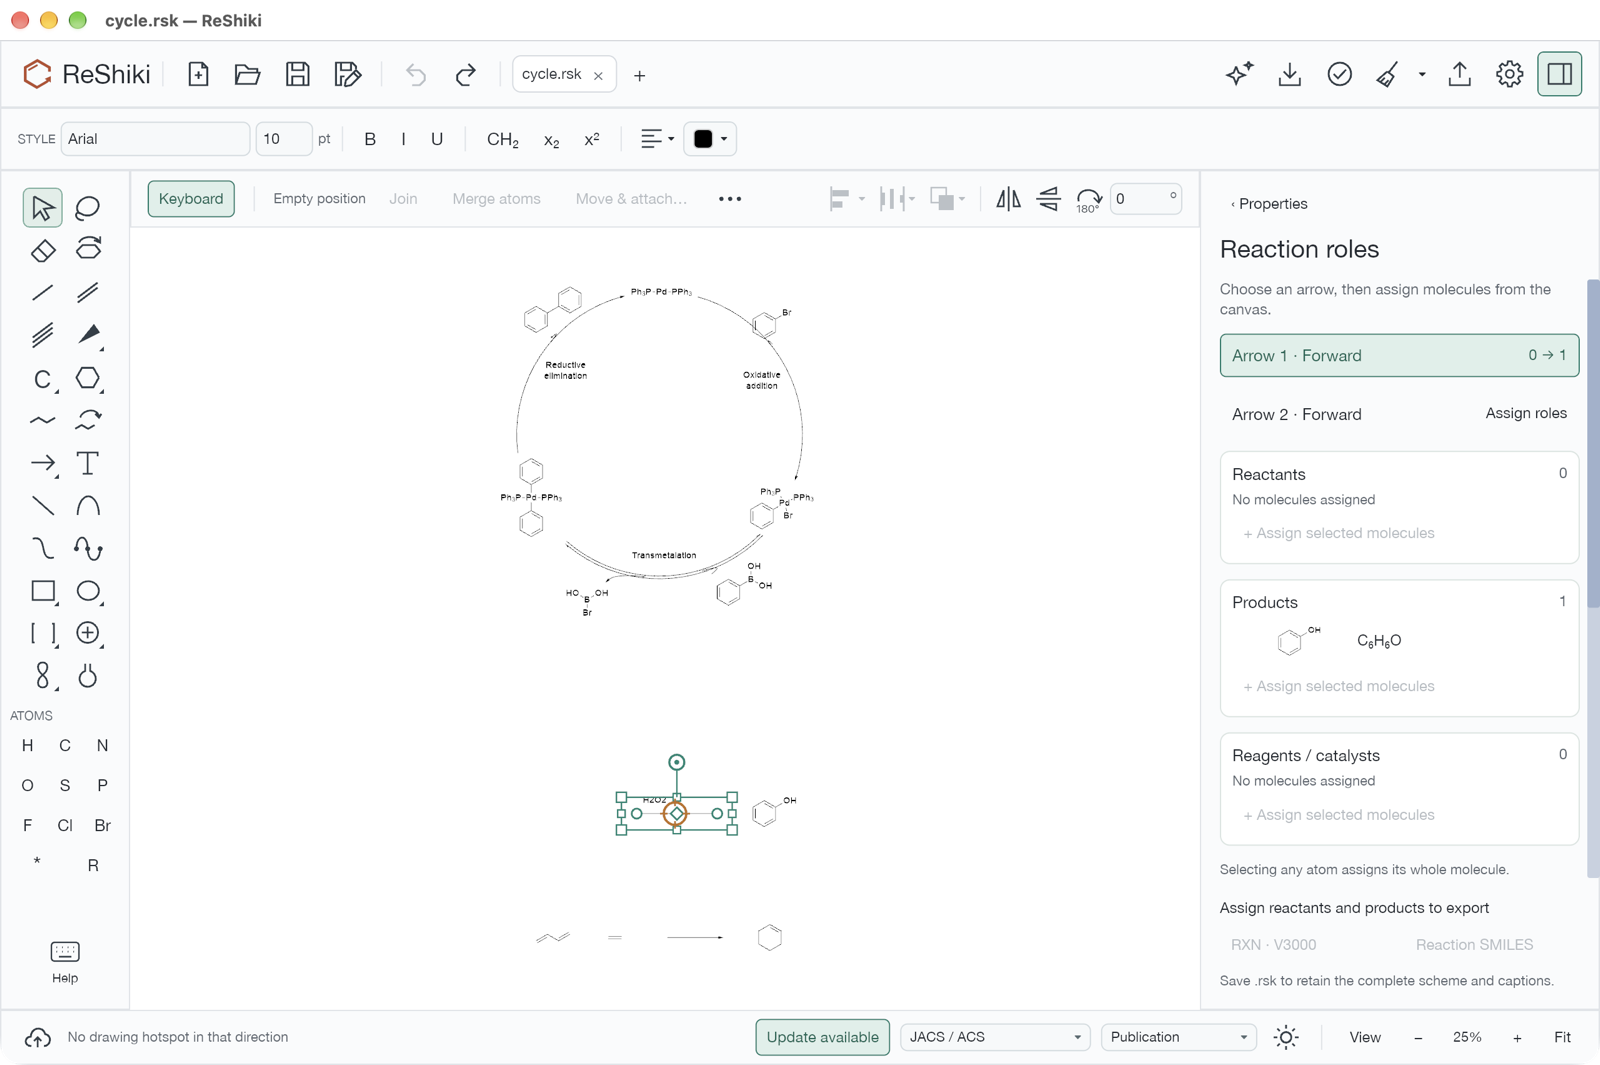 cycle.rsk — ReShiki
ReShiki
cycle.rsk
STYLE
Arial
10
pt
B
I
U
CH₂
x₂
x²
Keyboard
Empty position
Join
Merge atoms
Move & attach...
180°
0
°
C
T
ATOMS
H
C
N
O
S
P
F
Cl
Br
*
R
Help
Ph₃P-Pd-PPh₃
Br
Reductive
elimination
Oxidative
addition
Ph₃P-Pd-PPh₃
Ph₃P
PPh₃
Pd
Br
Transmetalation
OH
B
OH
HO
OH
B
Br
H2O2
OH
‹ Properties
Reaction roles
Choose an arrow, then assign molecules from the
canvas.
Arrow 1 · Forward
0 → 1
Arrow 2 · Forward
Assign roles
Reactants
0
No molecules assigned
+ Assign selected molecules
Products
1
OH
C₆H₆O
+ Assign selected molecules
Reagents / catalysts
0
No molecules assigned
+ Assign selected molecules
Selecting any atom assigns its whole molecule.
Assign reactants and products to export
RXN · V3000
Reaction SMILES
Save .rsk to retain the complete scheme and captions.
No drawing hotspot in that direction
Update available
JACS / ACS
Publication
View
−
25%
+
Fit